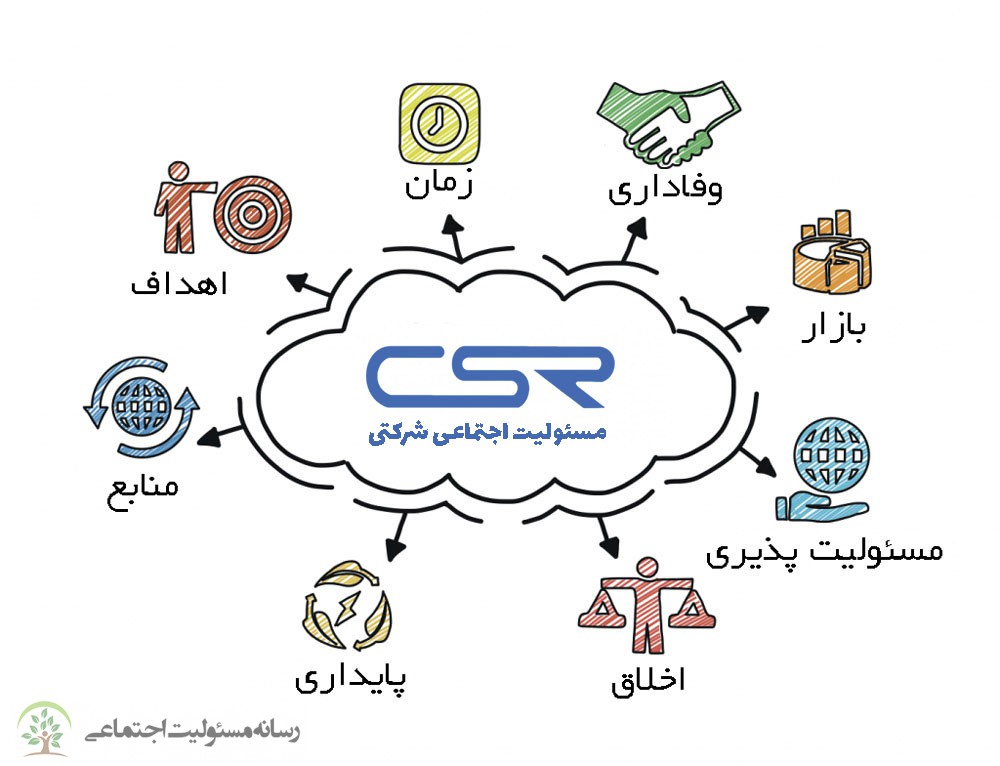 زمان
وفاداری
اهداف
بازار
CSR
مسئولیت اجتماعی شرکتی
منابع
مسئولیت پذیری
پایداری
اخلاق
رسانه مسئولیت اجتماعی